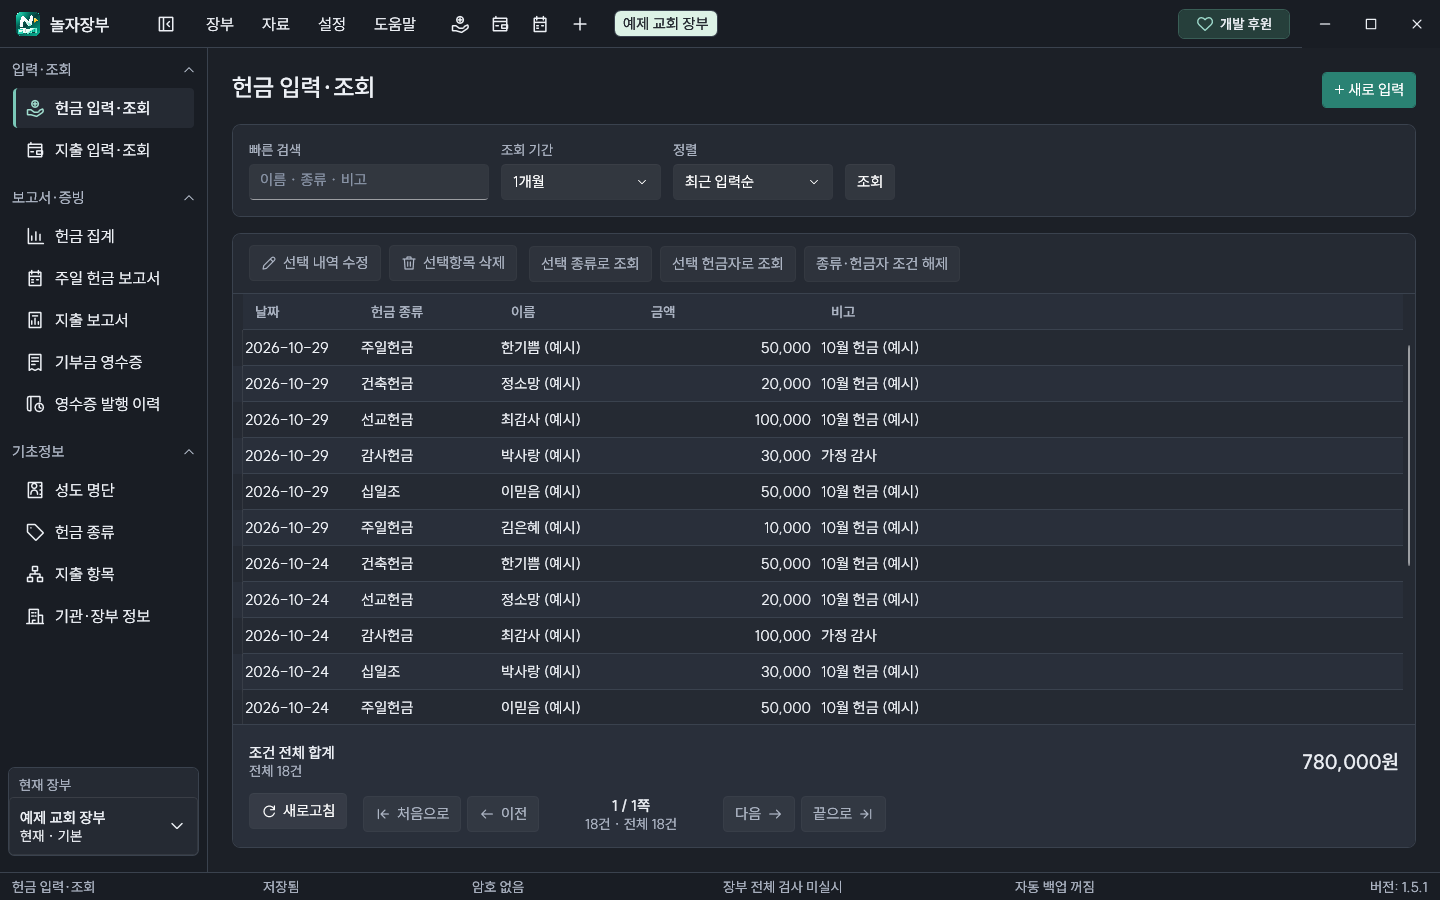 놀자장부
장부 자료 설정 도움말
예제 교회 장부
개발 후원
입력·조회
헌금 입력·조회
지출 입력·조회
보고서·증빙
헌금 집계
주일 헌금 보고서
지출 보고서
기부금 영수증
영수증 발행 이력
기초정보
성도 명단
헌금 종류
지출 항목
기관·장부 정보
현재 장부
예제 교회 장부
현재 · 기본
헌금 입력·조회
+ 새로 입력
빠른 검색 조회 기간 정렬
이름 · 종류 · 비고 1개월 최근 입력순 조회
선택 내역 수정 선택항목 삭제 선택 종류로 조회 선택 헌금자로 조회 종류·헌금자 조건 해제
날짜 헌금 종류 이름 금액 비고
2026-10-29 주일헌금 한기쁨 (예시) 50,000 10월 헌금 (예시)
2026-10-29 건축헌금 정소망 (예시) 20,000 10월 헌금 (예시)
2026-10-29 선교헌금 최감사 (예시) 100,000 10월 헌금 (예시)
2026-10-29 감사헌금 박사랑 (예시) 30,000 가정 감사
2026-10-29 십일조 이믿음 (예시) 50,000 10월 헌금 (예시)
2026-10-29 주일헌금 김은혜 (예시) 10,000 10월 헌금 (예시)
2026-10-24 건축헌금 한기쁨 (예시) 50,000 10월 헌금 (예시)
2026-10-24 선교헌금 정소망 (예시) 20,000 10월 헌금 (예시)
2026-10-24 감사헌금 최감사 (예시) 100,000 가정 감사
2026-10-24 십일조 박사랑 (예시) 30,000 10월 헌금 (예시)
2026-10-24 주일헌금 이믿음 (예시) 50,000 10월 헌금 (예시)
조건 전체 합계
전체 18건
780,000원
새로고침 처음으로 이전
1 / 1쪽
18건 · 전체 18건
다음 끝으로
헌금 입력·조회 저장됨 암호 없음 장부 전체 검사 미실시 자동 백업 꺼짐 버전: 1.5.1